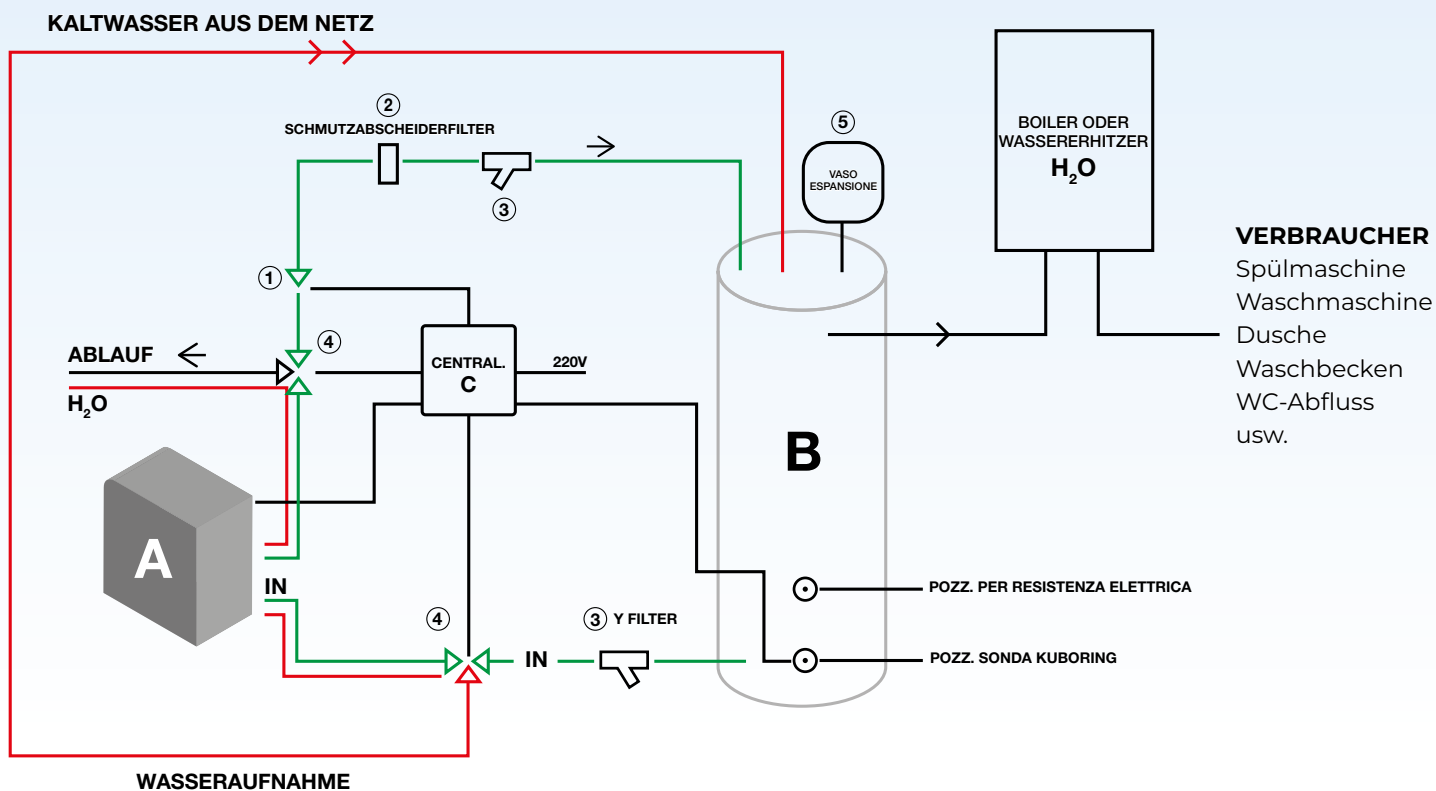 KALTWASSER AUS DEM NETZ
②
SCHMUTZABSCHEIDERFILTER
③
①
④
ABLAUF
H₂O
CENTRAL.
C
220V
A
IN
④
IN
③ Y FILTER
WASSERAUFNAHME
⑤
VASO
ESPANSIONE
B
POZZ. PER RESISTENZA ELETTRICA
POZZ. SONDA KUBORING
BOILER ODER
WASSERERHITZER
H₂O
VERBRAUCHER
Spülmaschine
Waschmaschine
Dusche
Waschbecken
WC-Abfluss
usw.